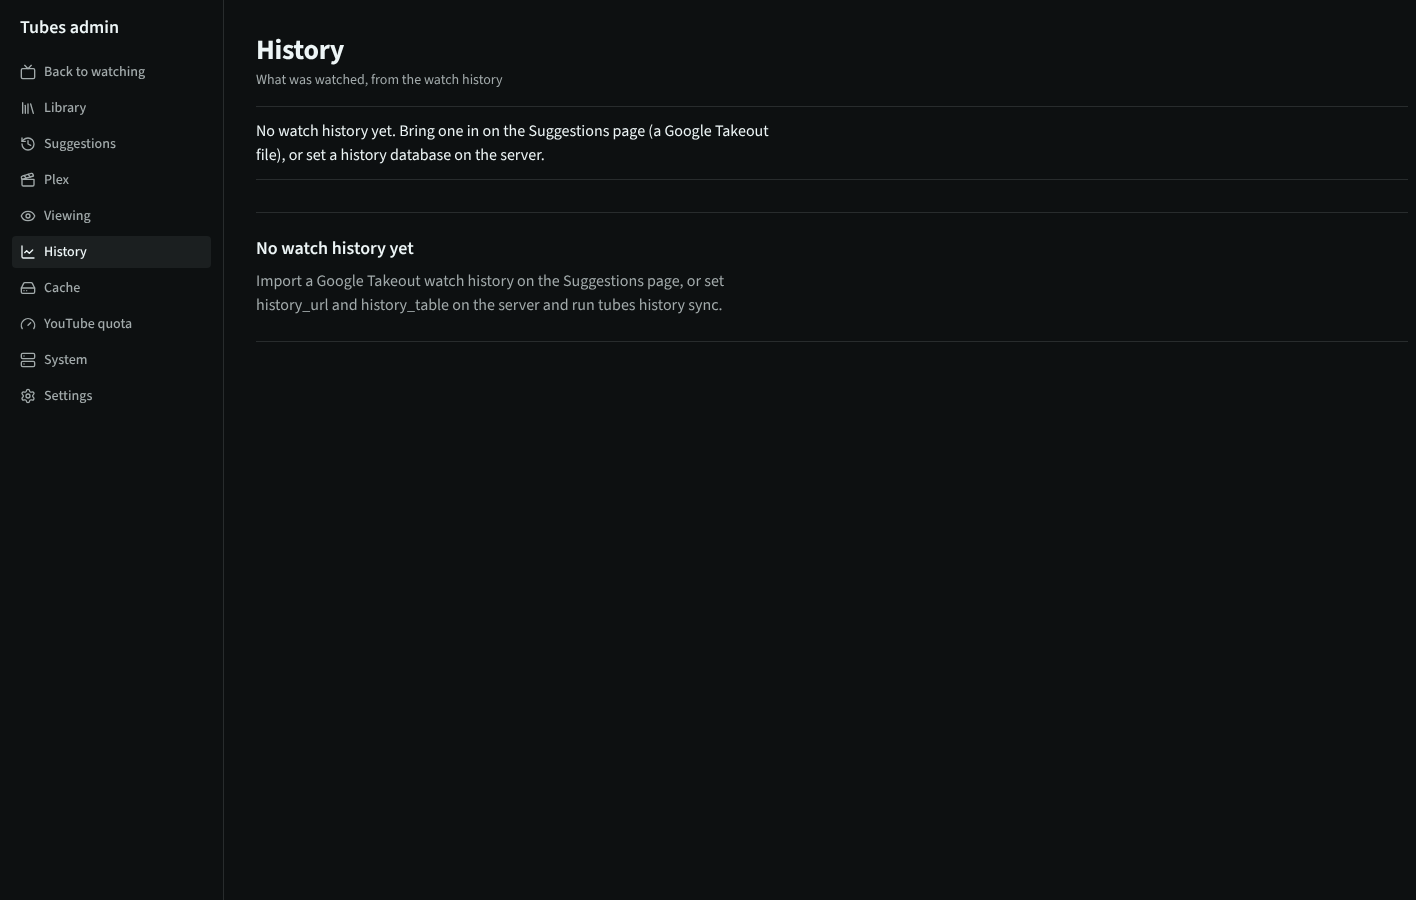 Tubes admin
Back to watching
Library
Suggestions
Plex
Viewing
History
Cache
YouTube quota
System
Settings
History
What was watched, from the watch history
No watch history yet. Bring one in on the Suggestions page (a Google Takeout
file), or set a history database on the server.
No watch history yet
Import a Google Takeout watch history on the Suggestions page, or set
history_url and history_table on the server and run tubes history sync.